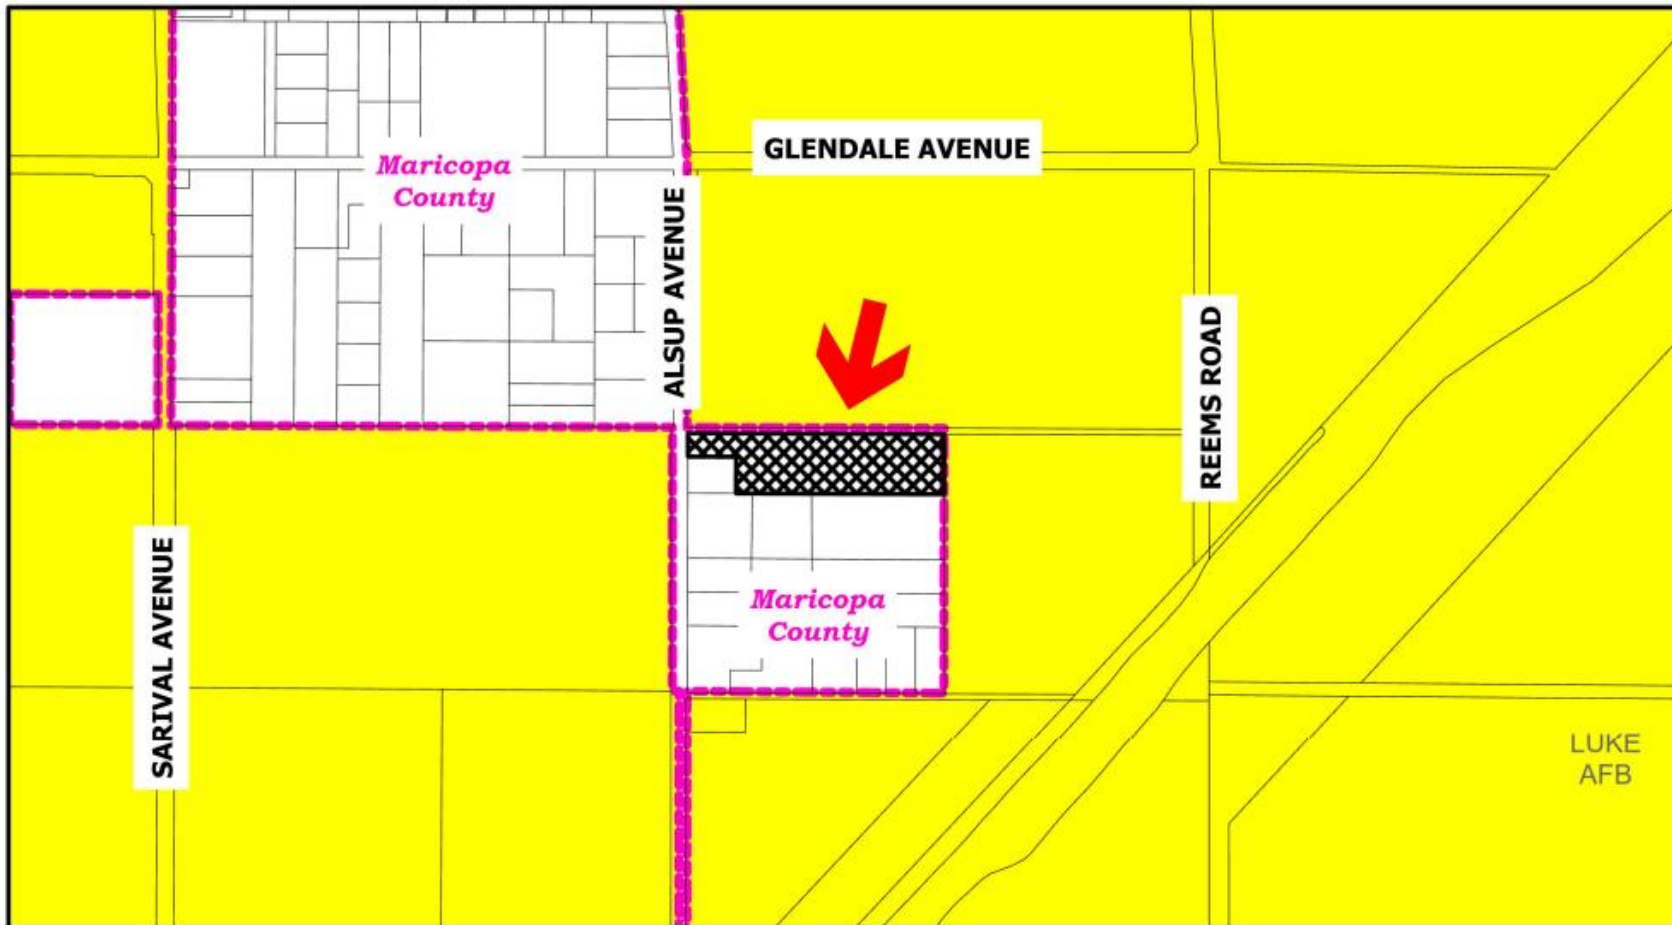 GLENDALE AVENUE
Maricopa
County
ALSUP AVENUE
REEMS ROAD
SARIVAL AVENUE
Maricopa
County
LUKE
AFB